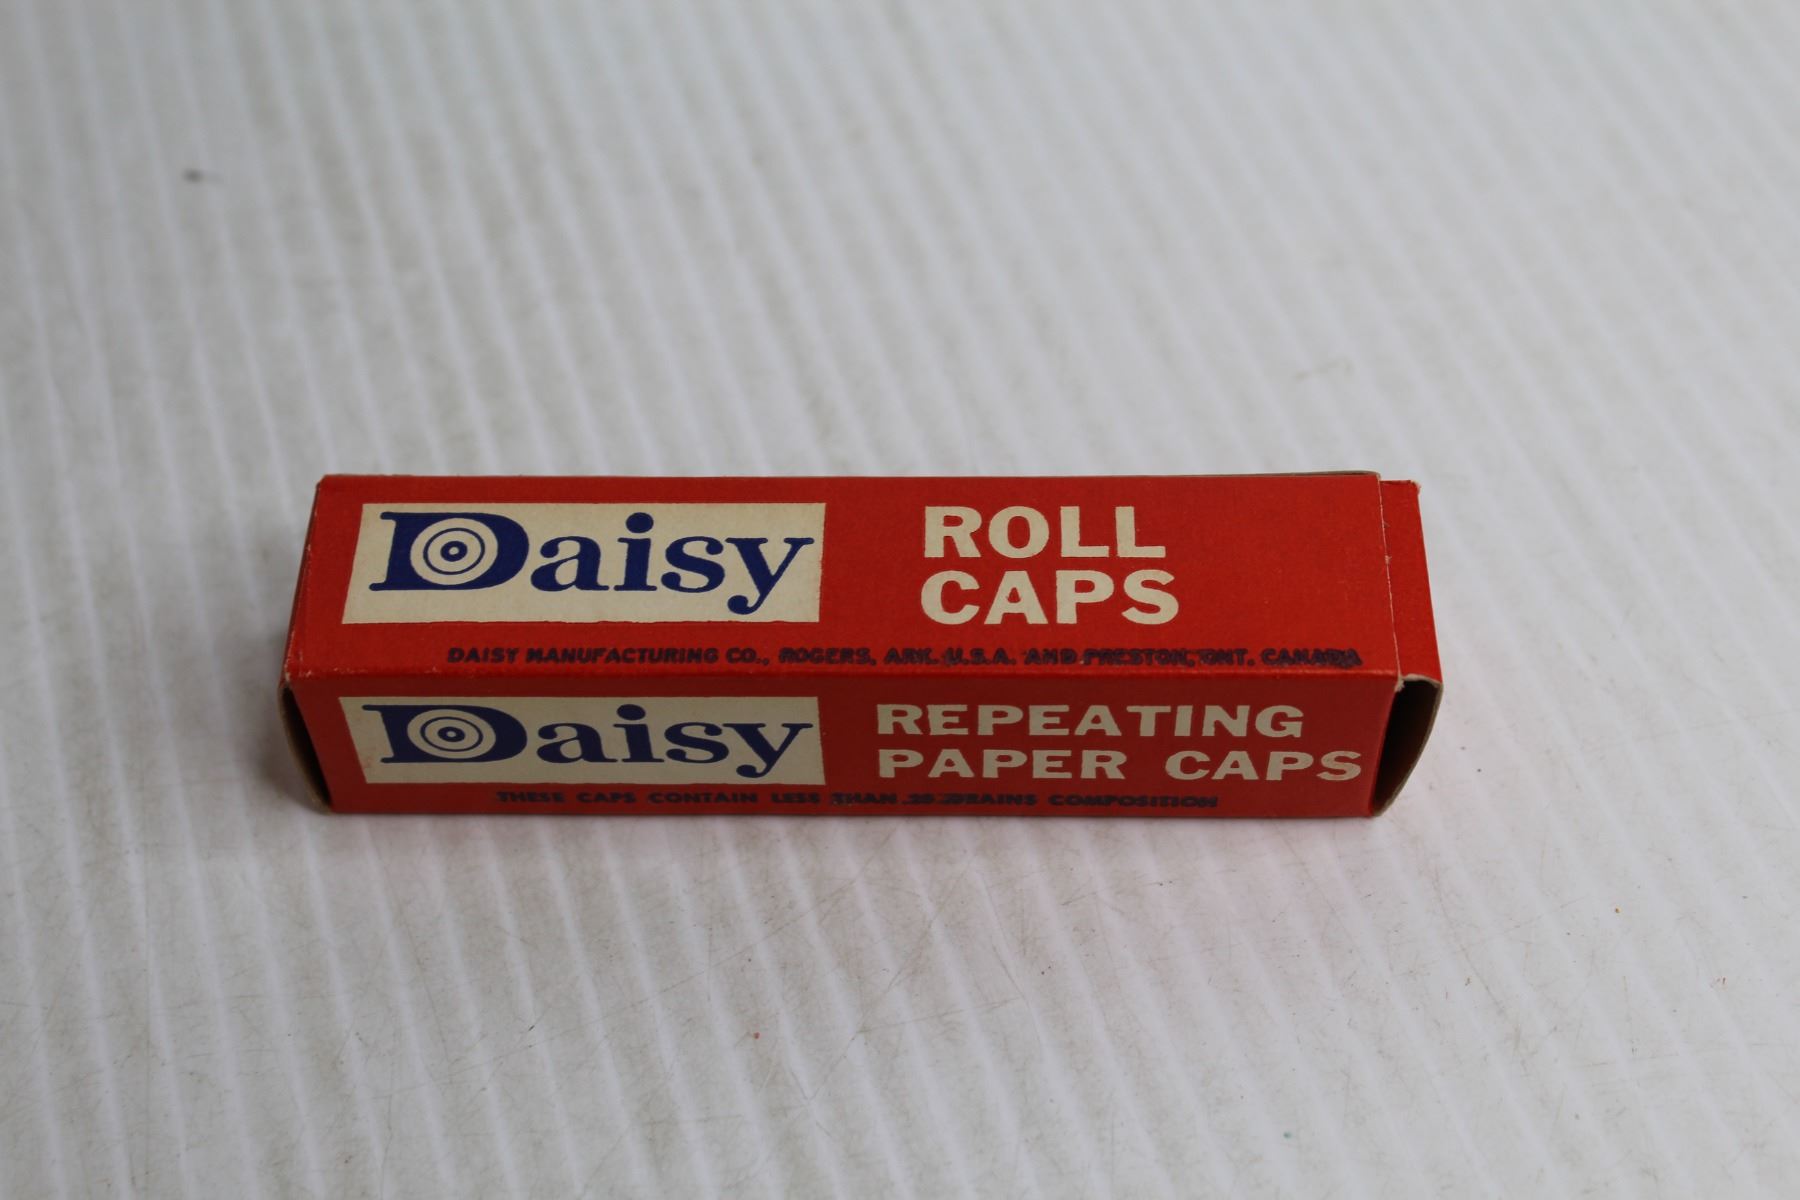 Daisy
ROLL
CAPS
DAISY MANUFACTURING CO., ROGERS, ARK. U.S.A. AND PRESTON, ONT. CANADA
Daisy
REPEATING
PAPER CAPS
THESE CAPS CONTAIN LESS THAN GRAINS COMPOSITION